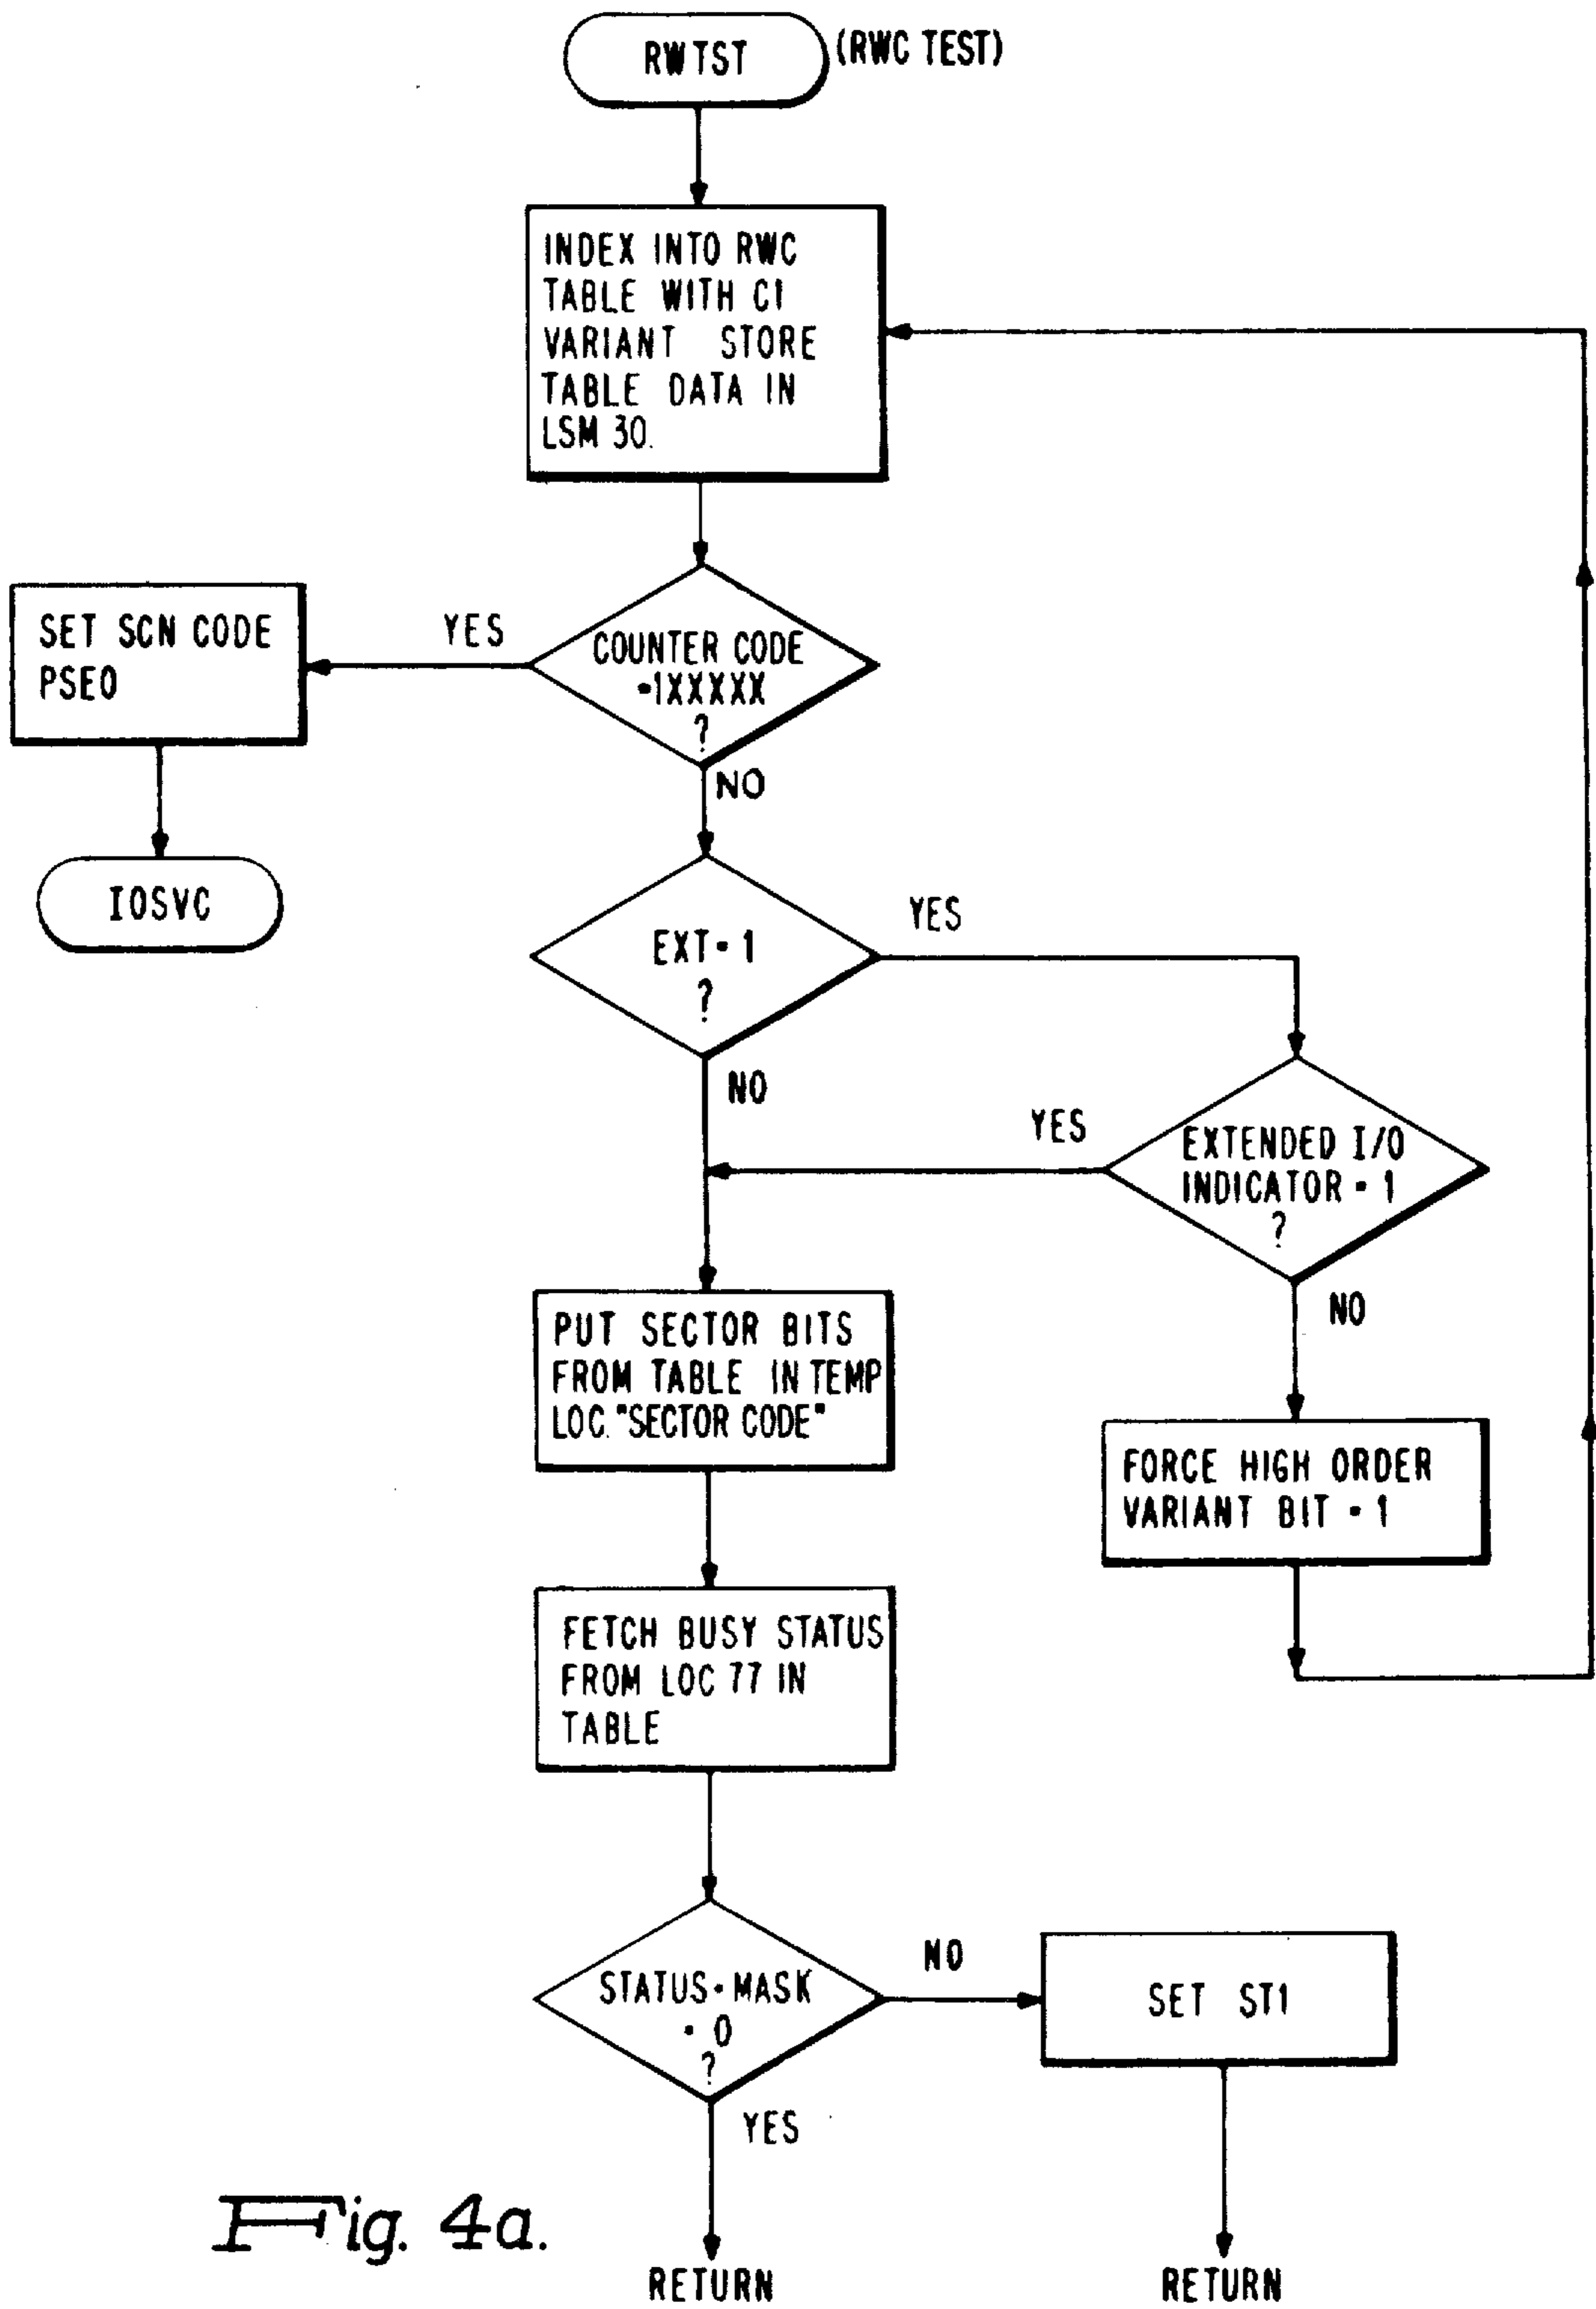 RWTST
(RWC TEST)
INDEX INTO RWC
TABLE WITH C1
VARIANT STORE
TABLE DATA IN
LSM 30.
SET SCN CODE
PSEO
YES
COUNTER CODE
=1XXXXX
?
NO
IOSVC
EXT=1
?
YES
NO
YES
EXTENDED I/O
INDICATOR = 1
?
NO
PUT SECTOR BITS
FROM TABLE IN TEMP
LOC. "SECTOR CODE"
FORCE HIGH ORDER
VARIANT BIT = 1
FETCH BUSY STATUS
FROM LOC 77 IN
TABLE
STATUS•MASK
= 0
?
NO
SET ST1
YES
Fig. 4a.
RETURN
RETURN